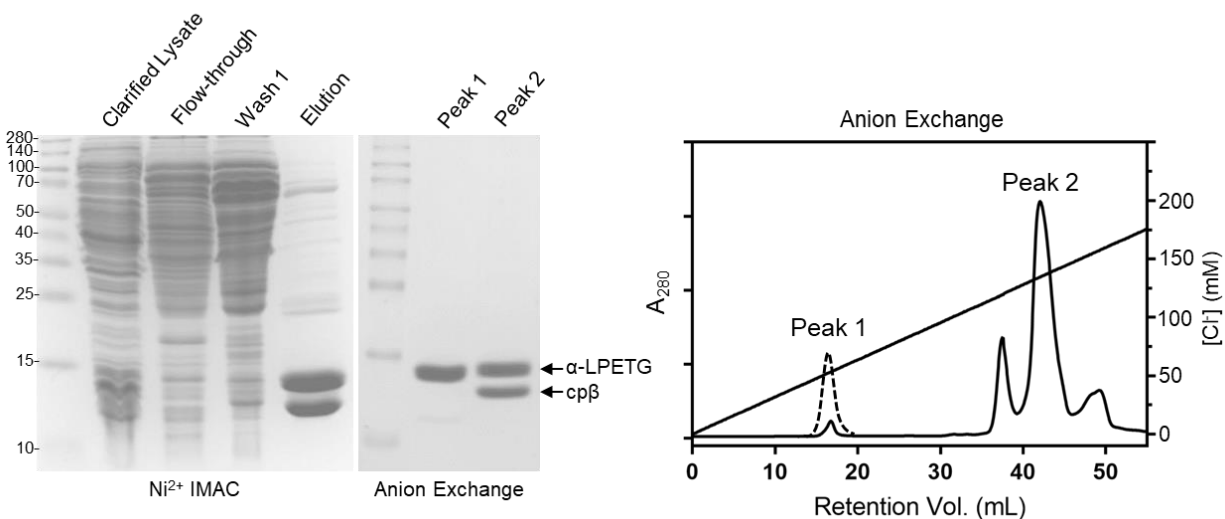 Clarified Lysate
Flow-through
Wash 1
Elution
Peak 1
Peak 2
280-
140-
100-
70-
50-
40-
35-
25-
15-
10-
α-LPETG
cpβ
Ni²⁺ IMAC
Anion Exchange
Anion Exchange
Peak 1
Peak 2
A₂₈₀
200
150
100
50
0
[Cl⁻] (mM)
0 10 20 30 40 50
Retention Vol. (mL)